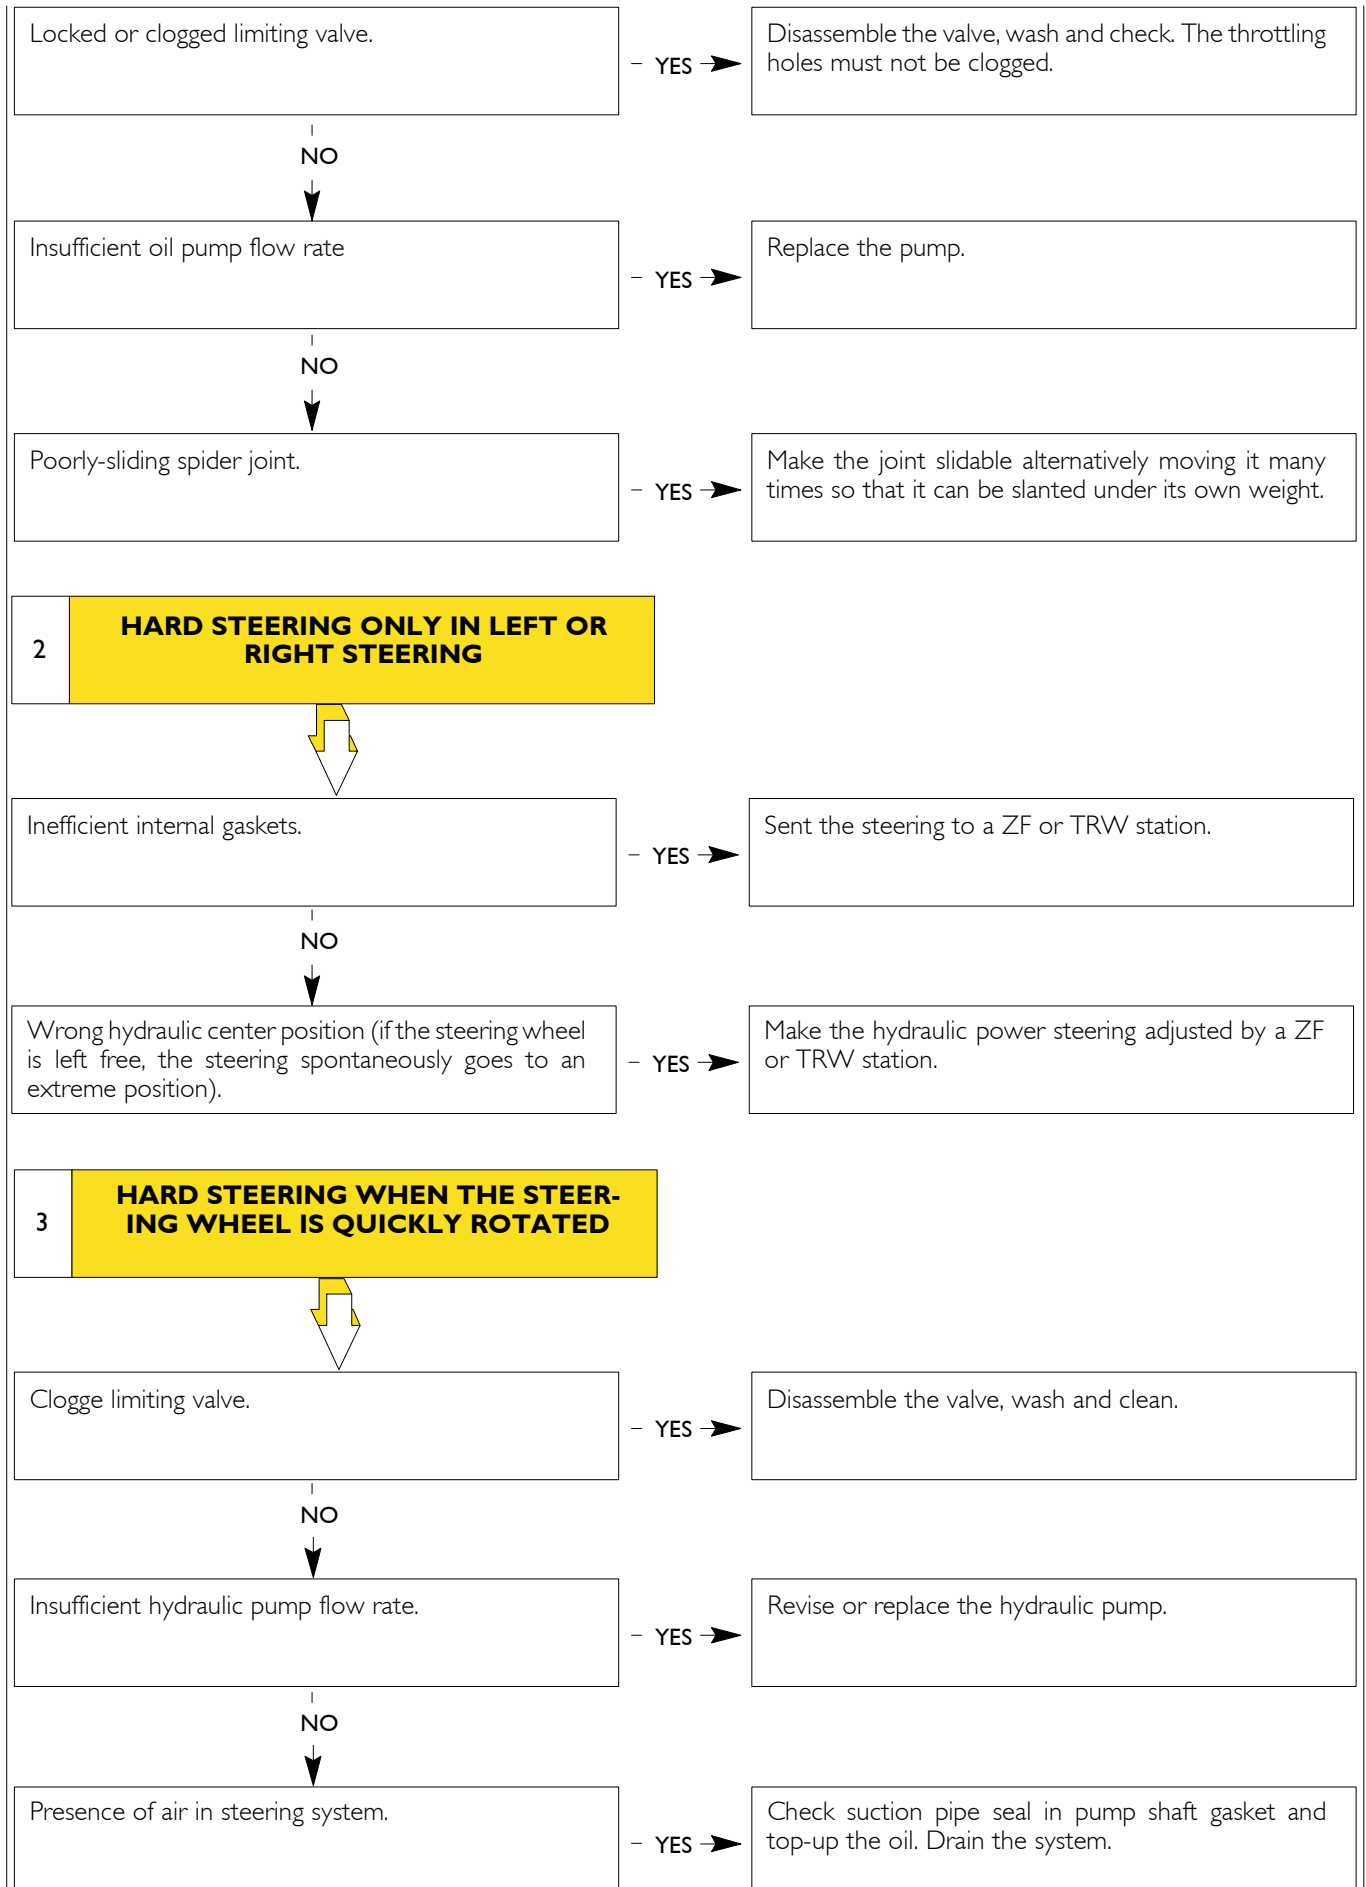 Locked or clogged limiting valve.
YES
Disassemble the valve, wash and check. The throttling
holes must not be clogged.
NO
Insufficient oil pump flow rate
YES
Replace the pump.
NO
Poorly-sliding spider joint.
YES
Make the joint slidable alternatively moving it many
times so that it can be slanted under its own weight.
2
HARD STEERING ONLY IN LEFT OR
RIGHT STEERING
Inefficient internal gaskets.
YES
Sent the steering to a ZF or TRW station.
NO
Wrong hydraulic center position (if the steering wheel
is left free, the steering spontaneously goes to an
extreme position).
YES
Make the hydraulic power steering adjusted by a ZF
or TRW station.
3
HARD STEERING WHEN THE STEER-
ING WHEEL IS QUICKLY ROTATED
Clogge limiting valve.
YES
Disassemble the valve, wash and clean.
NO
Insufficient hydraulic pump flow rate.
YES
Revise or replace the hydraulic pump.
NO
Presence of air in steering system.
YES
Check suction pipe seal in pump shaft gasket and
top-up the oil. Drain the system.